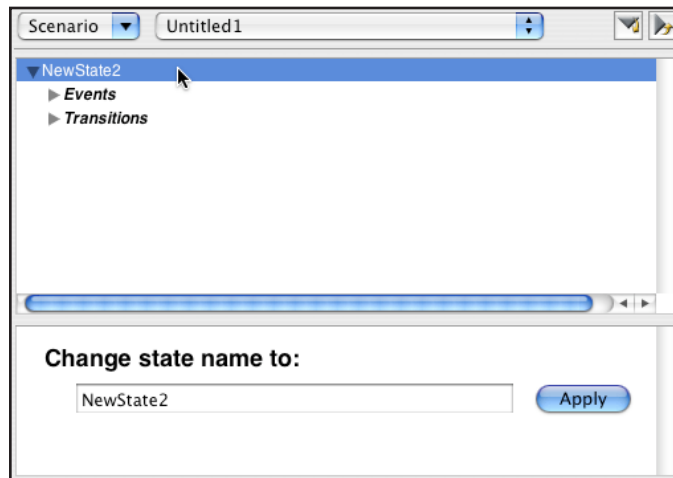 Scenario Untitled1
NewState2
Events
Transitions
Change state name to:
NewState2 Apply